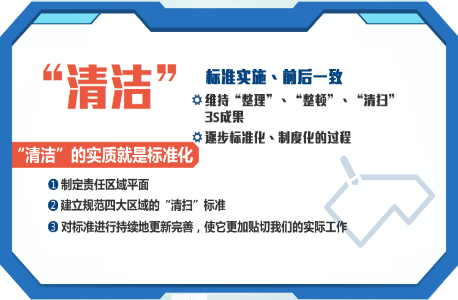 “清洁”
标准实施、前后一致
维持“整理”、“整顿”、“清扫”
3S成果
逐步标准化、制度化的过程
“清洁”的实质就是标准化
❶ 制定责任区域平面
❷ 建立规范四大区域的“清扫”标准
❸ 对标准进行持续地更新完善，使它更加贴切我们的实际工作